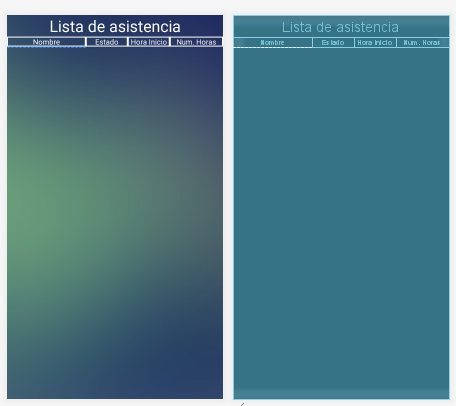 Lista de asistencia
Nombre Estado Hora Inicio Num. Horas
Lista de asistencia
Nombre Estado Hora Inicio Num. Horas